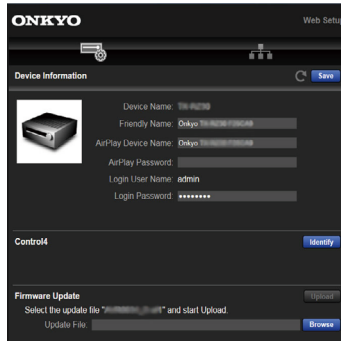 ONKYO
Web Setu
Device Information
Save
Device Name:
Friendly Name: Onkyo
AirPlay Device Name: Onkyo
AirPlay Password:
Login User Name: admin
Login Password: ••••••••
Control4
Identify
Firmware Update
Upload
Select the update file " " and start Upload.
Update File:
Browse